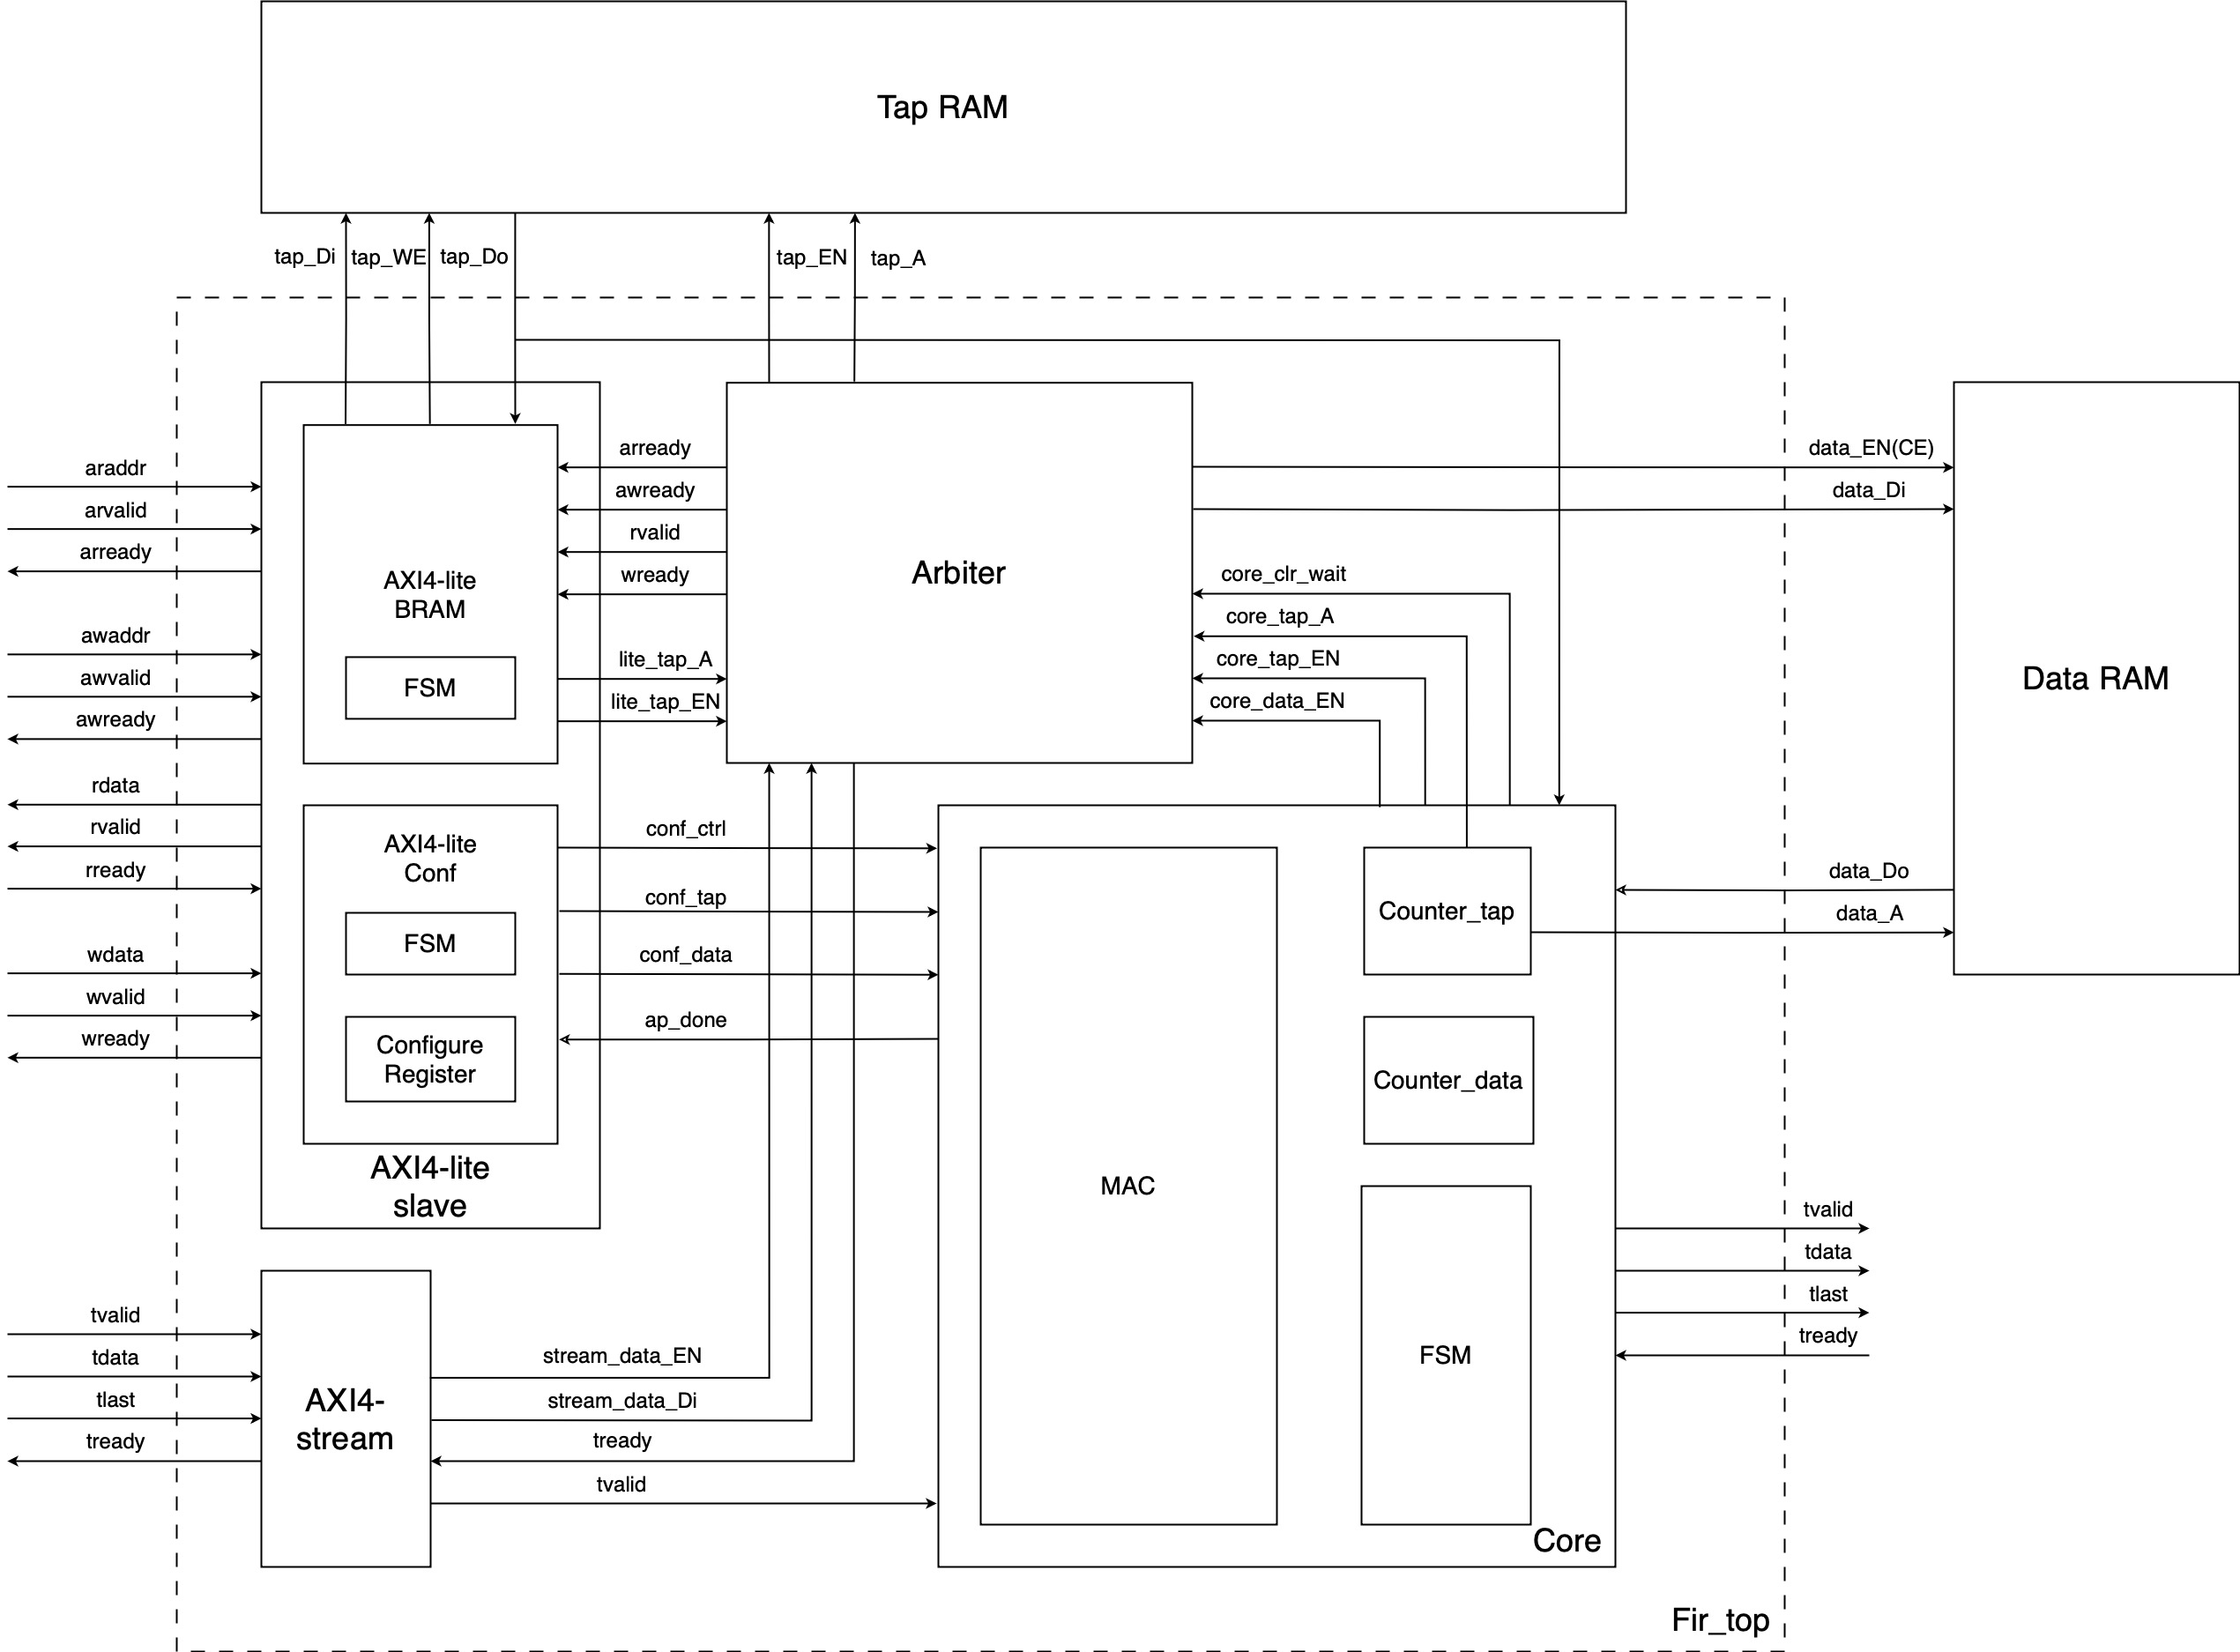 Tap RAM
tap_Di
tap_WE
tap_Do
tap_EN
tap_A
araddr
arvalid
arready
awaddr
awvalid
awready
rdata
rvalid
rready
wdata
wvalid
wready
AXI4-lite
BRAM
FSM
AXI4-lite
Conf
FSM
Configure
Register
AXI4-lite
slave
arready
awready
rvalid
wready
lite_tap_A
lite_tap_EN
Arbiter
core_clr_wait
core_tap_A
core_tap_EN
core_data_EN
data_EN(CE)
data_Di
Data RAM
data_Do
data_A
conf_ctrl
conf_tap
conf_data
ap_done
MAC
Counter_tap
Counter_data
FSM
Core
tvalid
tdata
tlast
tready
tvalid
tdata
tlast
tready
AXI4-
stream
stream_data_EN
stream_data_Di
tready
tvalid
Fir_top